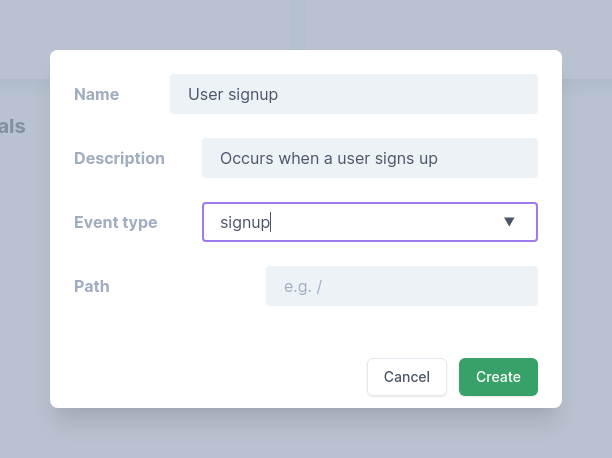 als
Name
User signup
Description
Occurs when a user signs up
Event type
signup
Path
e.g. /
Cancel
Create